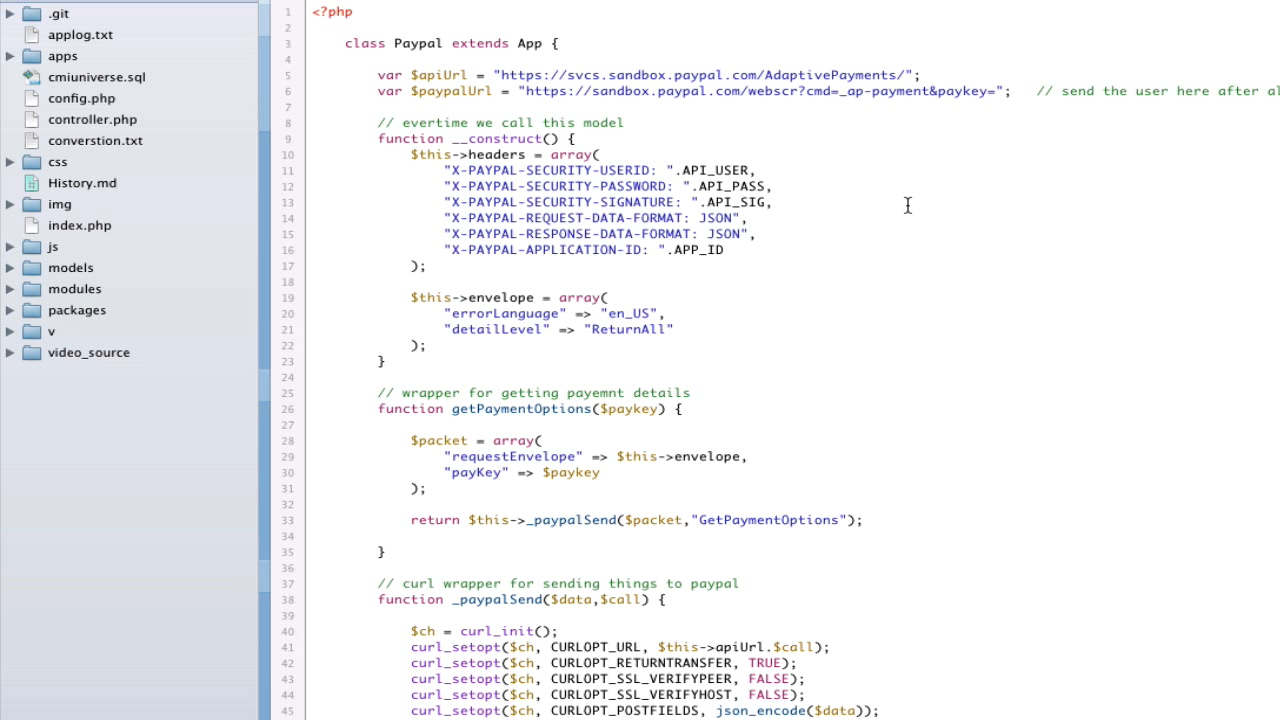 .git
applog.txt
apps
cmiuniverse.sql
config.php
controller.php
converstion.txt
css
History.md
img
index.php
js
models
modules
packages
v
video_source
1 <?php
2
3 class Paypal extends App {
4
5 var $apiUrl = "https://svcs.sandbox.paypal.com/AdaptivePayments/";
6 var $paypalUrl = "https://sandbox.paypal.com/webscr?cmd=_ap-payment&paykey="; // send the user here after
7
8 // evertime we call this model
9 function __construct() {
10 $this->headers = array(
11 "X-PAYPAL-SECURITY-USERID: ".API_USER,
12 "X-PAYPAL-SECURITY-PASSWORD: ".API_PASS,
13 "X-PAYPAL-SECURITY-SIGNATURE: ".API_SIG,
14 "X-PAYPAL-REQUEST-DATA-FORMAT: JSON",
15 "X-PAYPAL-RESPONSE-DATA-FORMAT: JSON",
16 "X-PAYPAL-APPLICATION-ID: ".APP_ID
17 );
18
19 $this->envelope = array(
20 "errorLanguage" => "en_US",
21 "detailLevel" => "ReturnAll"
22 );
23 }
24
25 // wrapper for getting payemnt details
26 function getPaymentOptions($paykey) {
27
28 $packet = array(
29 "requestEnvelope" => $this->envelope,
30 "payKey" => $paykey
31 );
32
33 return $this->_paypalSend($packet,"GetPaymentOptions");
34
35 }
36
37 // curl wrapper for sending things to paypal
38 function _paypalSend($data,$call) {
39
40 $ch = curl_init();
41 curl_setopt($ch, CURLOPT_URL, $this->apiUrl.$call);
42 curl_setopt($ch, CURLOPT_RETURNTRANSFER, TRUE);
43 curl_setopt($ch, CURLOPT_SSL_VERIFYPEER, FALSE);
44 curl_setopt($ch, CURLOPT_SSL_VERIFYHOST, FALSE);
45 curl_setopt($ch, CURLOPT_POSTFIELDS, json_encode($data));